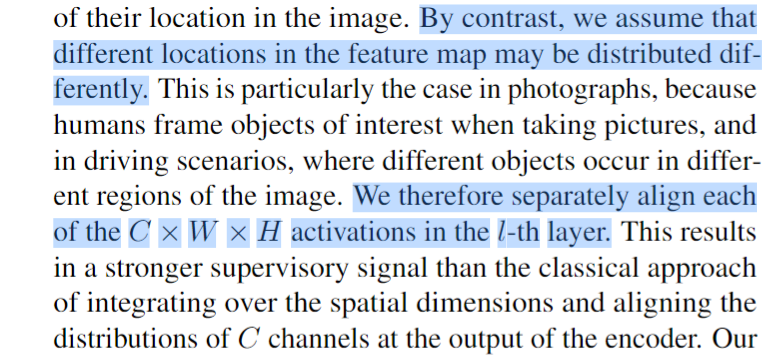 of their location in the image. By contrast, we assume that
different locations in the feature map may be distributed dif-
ferently. This is particularly the case in photographs, because
humans frame objects of interest when taking pictures, and
in driving scenarios, where different objects occur in differ-
ent regions of the image. We therefore separately align each
of the C × W × H activations in the l-th layer. This results
in a stronger supervisory signal than the classical approach
of integrating over the spatial dimensions and aligning the
distributions of C channels at the output of the encoder. Our